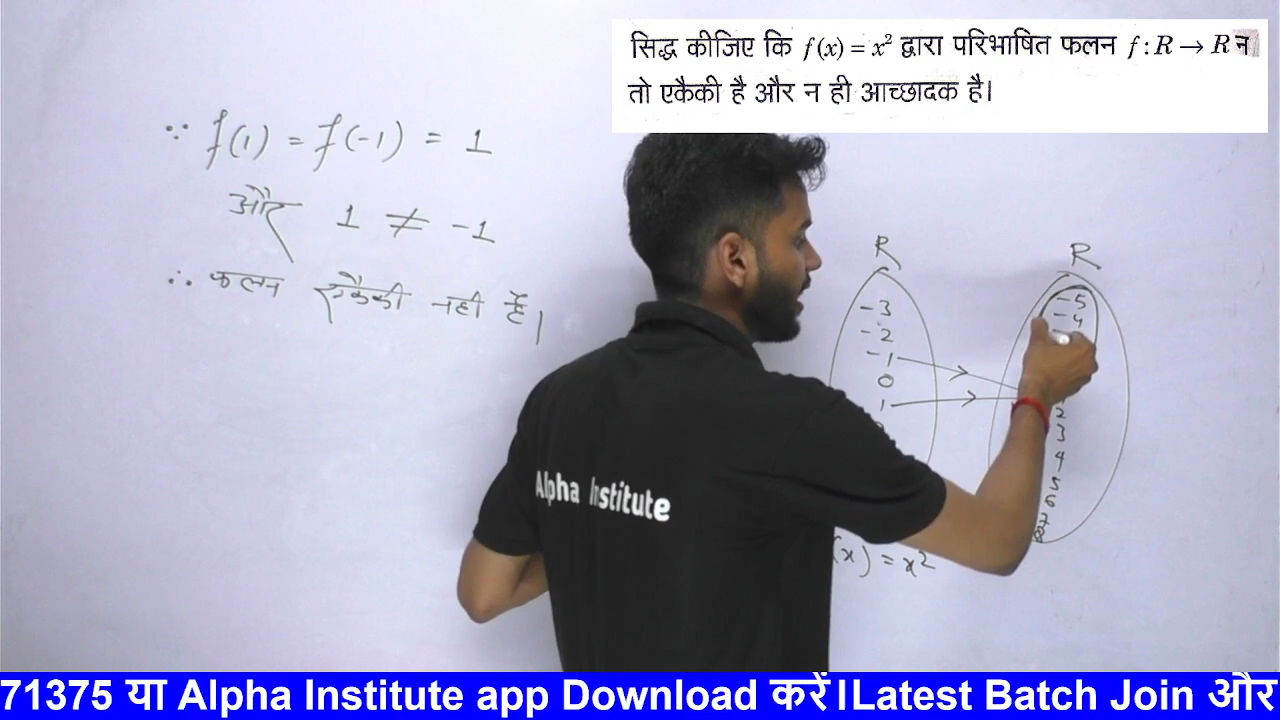 सिद्ध कीजिए कि f(x) = x² द्वारा परिभाषित फलन f : R → R न
तो एकैकी है और न ही आच्छादक है।
∵ f(1) = f(-1) = 1
और 1 ≠ -1
∴ फलन एकैकी नही है।
R
-3
-2
-1
0
1
R
-5
-4
2
3
4
5
6
7
8
(x) = x²
Alpha Institute
71375 या Alpha Institute app Download करें।Latest Batch Join और